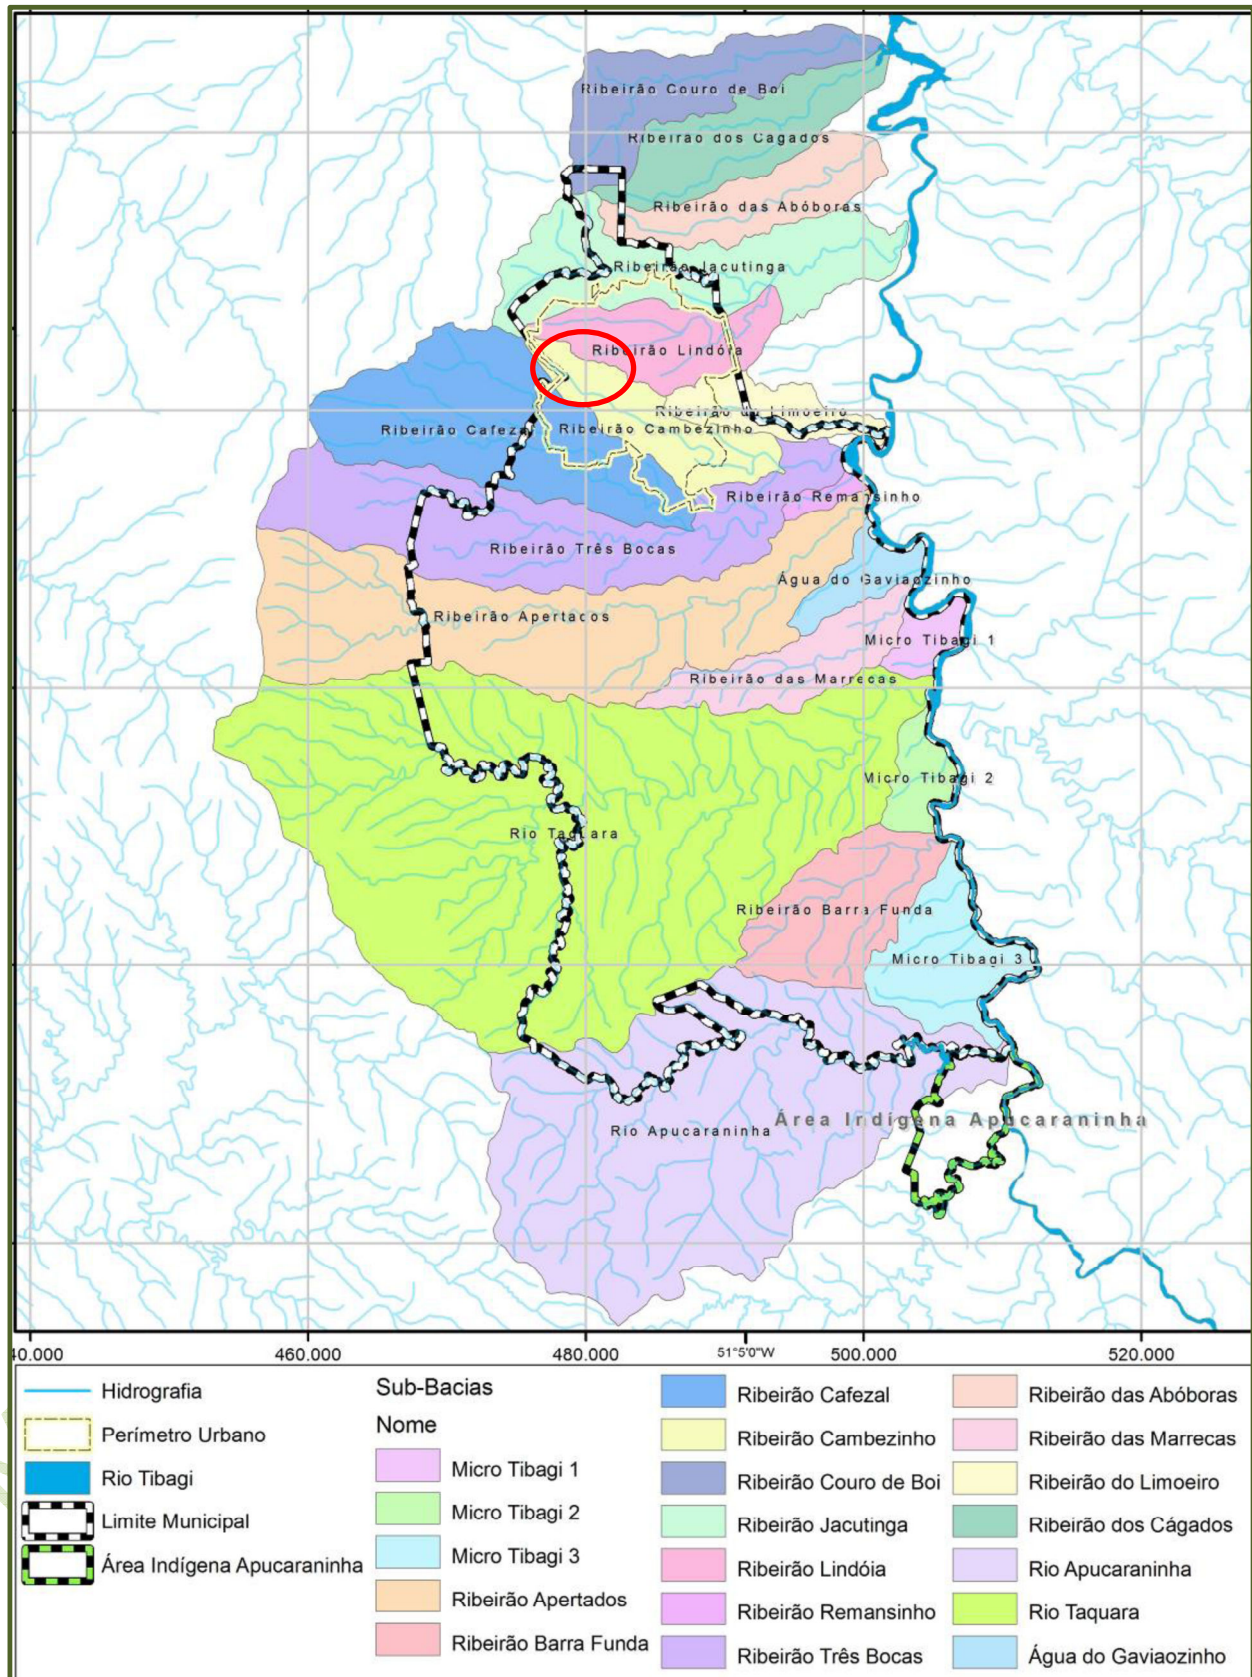 Ribeirão Couro de Boi
Ribeirão dos Cágados
Ribeirão das Abóboras
Ribeirão Jacutinga
Ribeirão Lindóia
Ribeirão do Limoeiro
Ribeirão Cafezal
Ribeirão Cambezinho
Ribeirão Remansinho
Ribeirão Três Bocas
Água do Gaviaozinho
Ribeirão Apertados
Micro Tibagi 1
Ribeirão das Marrecas
Micro Tibagi 2
Rio Taquara
Ribeirão Barra Funda
Micro Tibagi 3
Área Indígena Apucaraninha
Rio Apucaraninha
40.000 460.000 480.000 51°5'0"W 500.000 520.000
Hidrografia
Perímetro Urbano
Rio Tibagi
Limite Municipal
Área Indígena Apucaraninha
Sub-Bacias
Nome
Micro Tibagi 1
Micro Tibagi 2
Micro Tibagi 3
Ribeirão Apertados
Ribeirão Barra Funda
Ribeirão Cafezal
Ribeirão Cambezinho
Ribeirão Couro de Boi
Ribeirão Jacutinga
Ribeirão Lindóia
Ribeirão Remansinho
Ribeirão Três Bocas
Ribeirão das Abóboras
Ribeirão das Marrecas
Ribeirão do Limoeiro
Ribeirão dos Cágados
Rio Apucaraninha
Rio Taquara
Água do Gaviaozinho